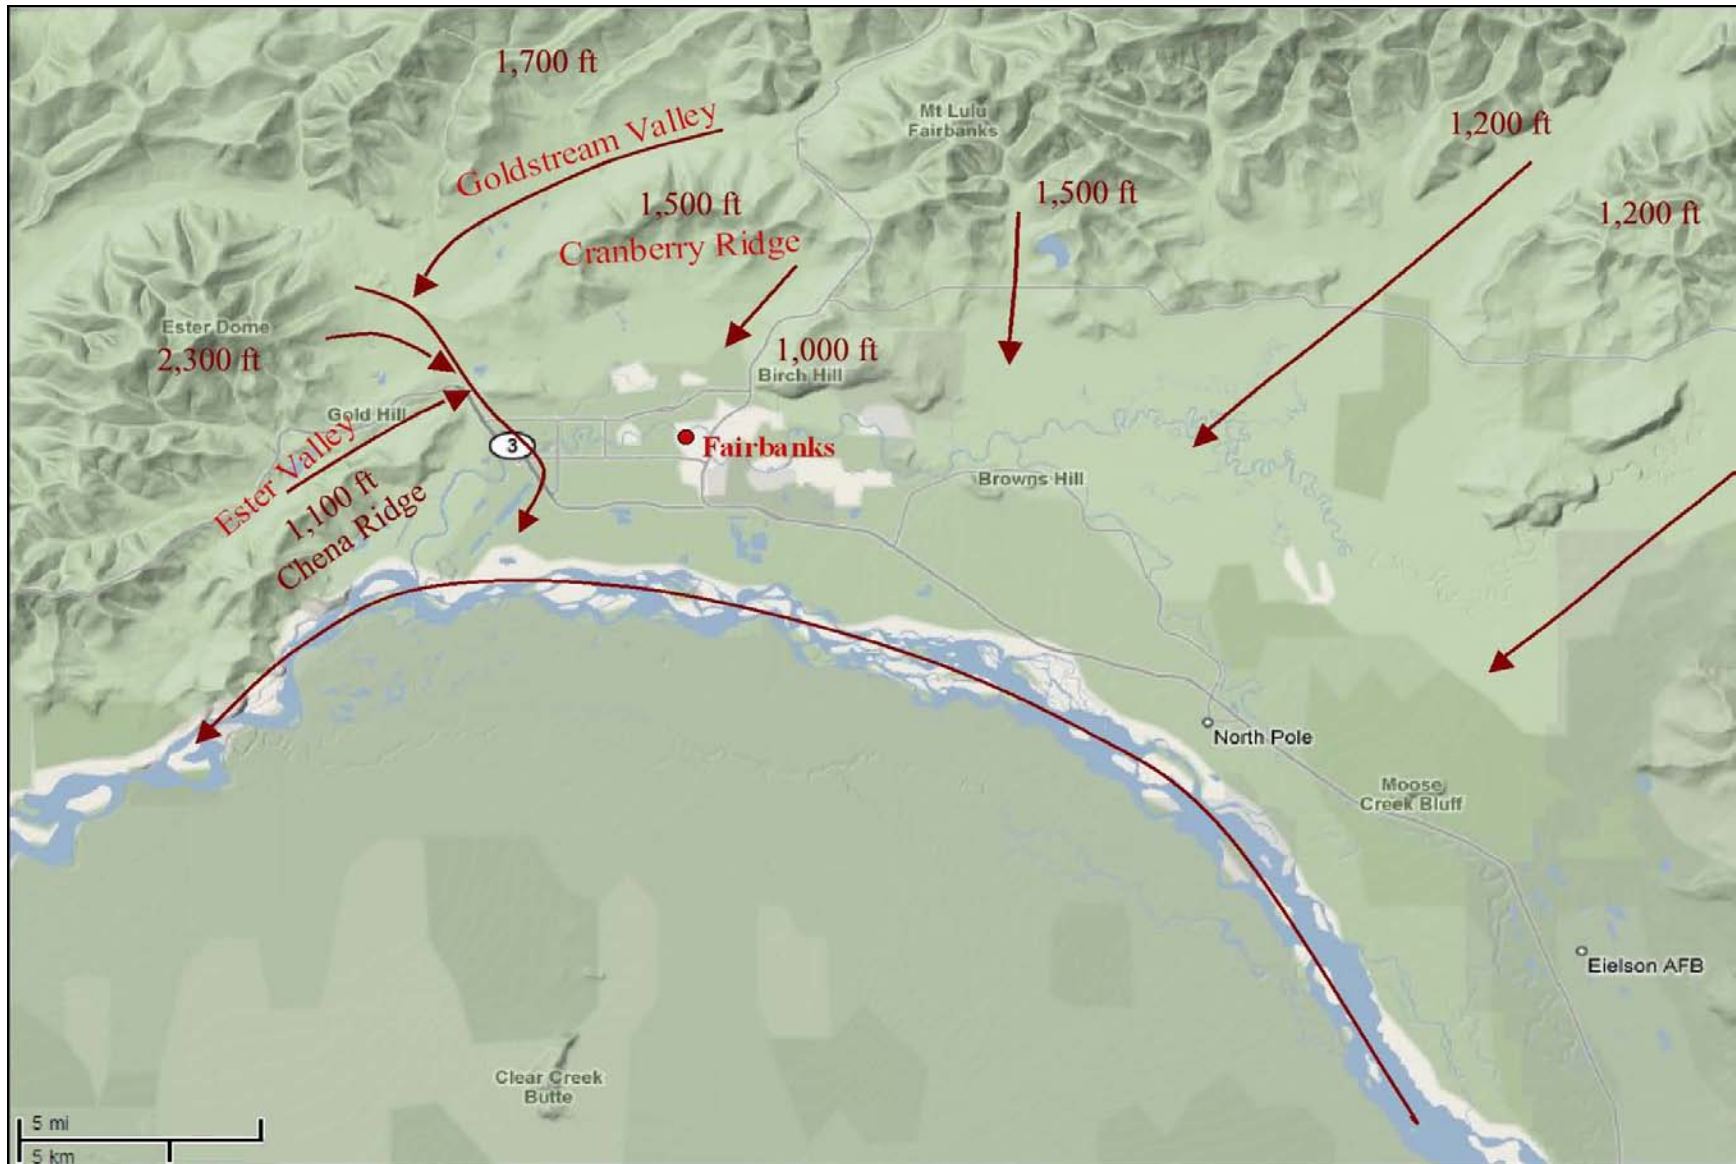 1,700 ft
Goldstream Valley
Mt Lulu
Fairbanks
1,200 ft
1,500 ft
1,500 ft
1,200 ft
Cranberry Ridge
Ester Dome
2,300 ft
1,000 ft
Birch Hill
Gold Hill
3
Fairbanks
Ester Valley
Browns Hill
1,100 ft
Chena Ridge
North Pole
Moose
Creek Bluff
Eielson AFB
Clear Creek
Butte
5 mi
5 km